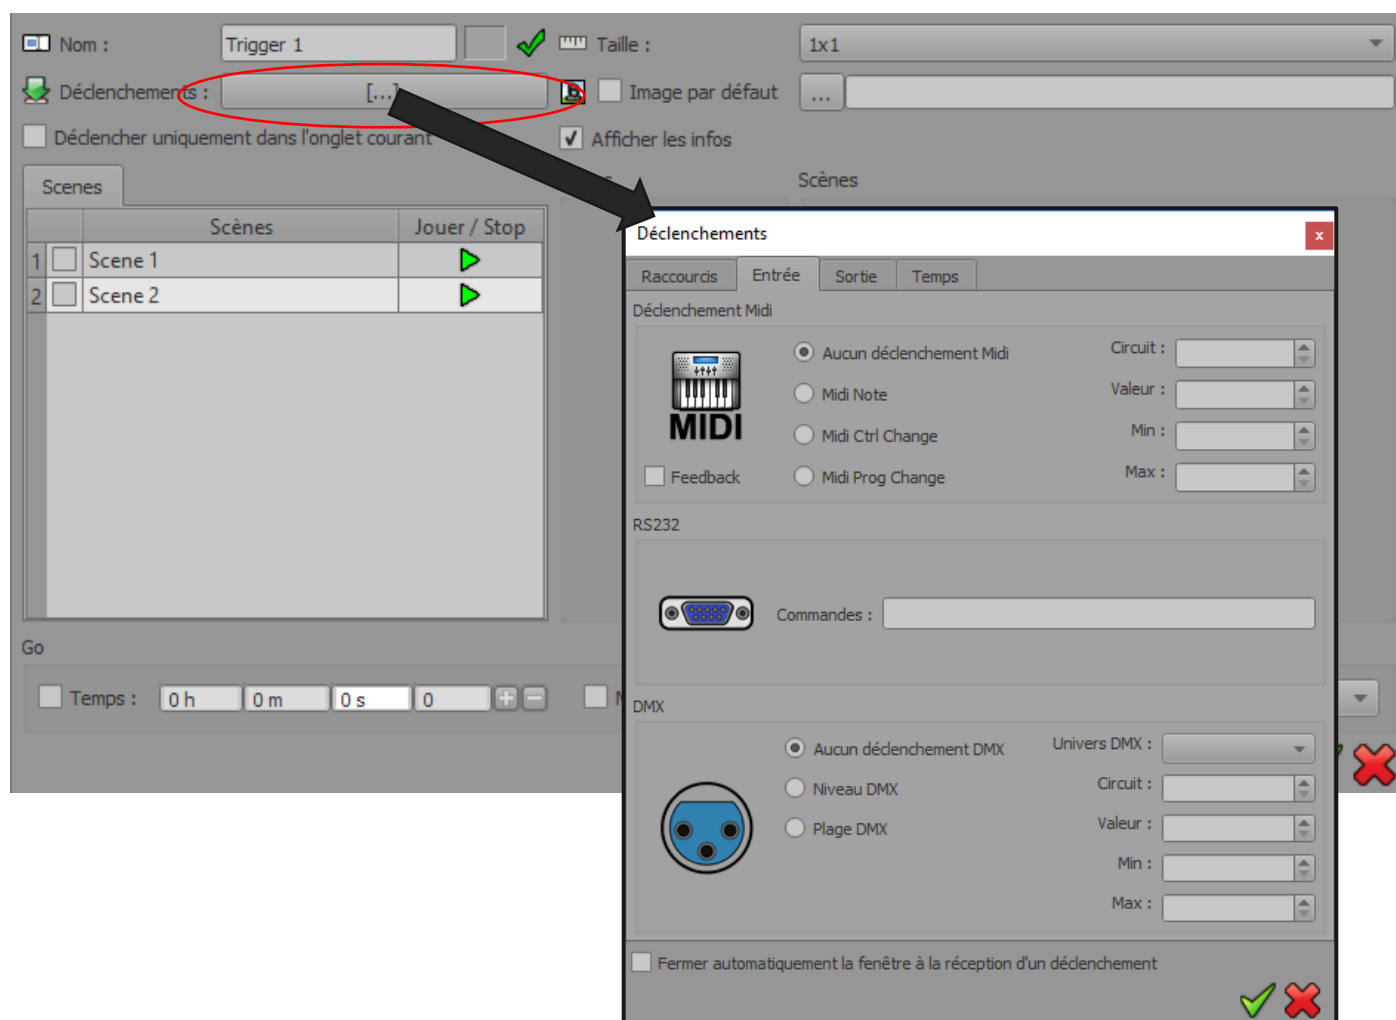 Nom :
Trigger 1
Taille :
1x1
Déclenchements :
[...]
Image par défaut
...
Déclencher uniquement dans l'onglet courant
Afficher les infos
Scenes
Scènes
Scènes
Jouer / Stop
1
Scene 1
2
Scene 2
Go
Temps :
0 h
0 m
0 s
0
Déclenchements
x
Raccourcis
Entrée
Sortie
Temps
Déclenchement Midi
MIDI
Feedback
Aucun déclenchement Midi
Circuit :
Midi Note
Valeur :
Midi Ctrl Change
Min :
Midi Prog Change
Max :
RS232
Commandes :
DMX
Aucun déclenchement DMX
Univers DMX :
Niveau DMX
Circuit :
Plage DMX
Valeur :
Min :
Max :
Fermer automatiquement la fenêtre à la réception d'un déclenchement